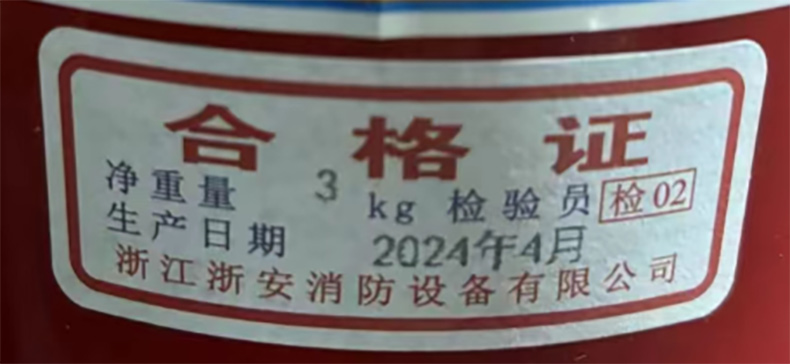 合格证
净重量 3 kg 检验员 检02
生产日期 2024年4月
浙江浙安消防设备有限公司